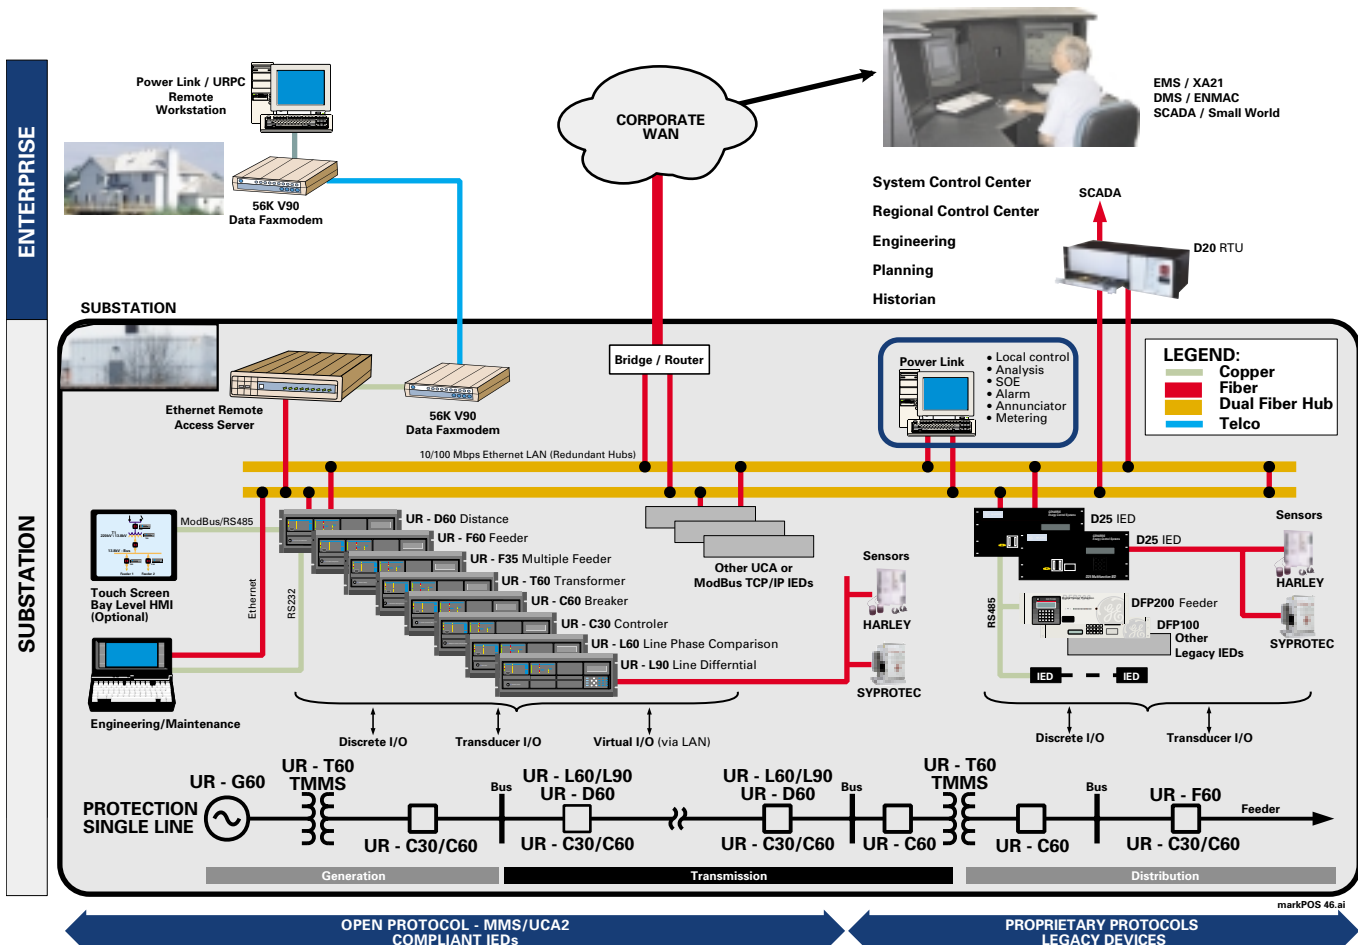 ENTERPRISE
SUBSTATION
Power Link / URPC
Remote
Workstation
56K V90
Data Faxmodem
CORPORATE
WAN
EMS / XA21
DMS / ENMAC
SCADA / Small World
System Control Center
Regional Control Center
Engineering
Planning
Historian
SCADA
D20 RTU
SUBSTATION
Ethernet Remote
Access Server
56K V90
Data Faxmodem
Bridge / Router
Power Link
• Local control
• Analysis
• SOE
• Alarm
• Annunciator
• Metering
LEGEND:
Copper
Fiber
Dual Fiber Hub
Telco
10/100 Mbps Ethernet LAN (Redundant Hubs)
ModBus/RS485
Touch Screen
Bay Level HMI
(Optional)
Ethernet
RS232
Engineering/Maintenance
UR - D60 Distance
UR - F60 Feeder
UR - F35 Multiple Feeder
UR - T60 Transformer
UR - C60 Breaker
UR - C30 Controler
UR - L60 Line Phase Comparison
UR - L90 Line Differntial
Other UCA or
ModBus TCP/IP IEDs
Sensors
HARLEY
SYPROTEC
D25 IED
D25 IED
Sensors
HARLEY
SYPROTEC
RS485
DFP200 Feeder
DFP100
Other
Legacy IEDs
IED
IED
Discrete I/O
Transducer I/O
Virtual I/O (via LAN)
Discrete I/O
Transducer I/O
PROTECTION
SINGLE LINE
UR - G60
UR - T60
TMMS
UR - C30/C60
Bus
UR - L60/L90
UR - D60
UR - C30/C60
UR - L60/L90
UR - D60
UR - C30/C60
Bus
UR - C60
UR - T60
TMMS
UR - C60
Bus
UR - F60
UR - C30/C60
Feeder
Generation
Transmission
Distribution
markPOS 46.ai
OPEN PROTOCOL - MMS/UCA2
COMPLIANT IEDs
PROPRIETARY PROTOCOLS
LEGACY DEVICES